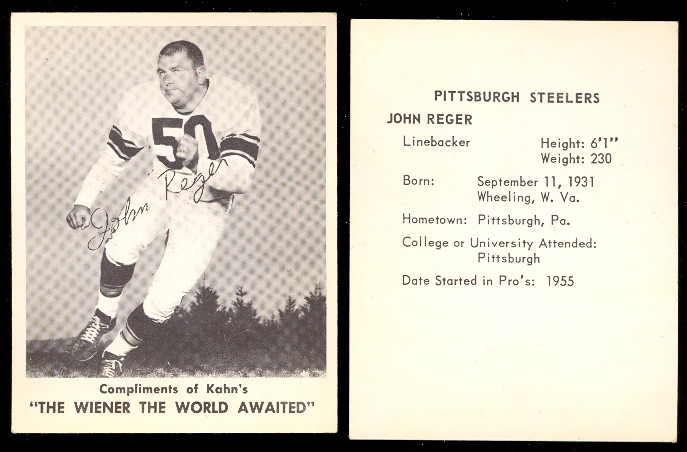 50
John Reger
Compliments of Kahn's
"THE WIENER THE WORLD AWAITED"
PITTSBURGH STEELERS
JOHN REGER
Linebacker Height: 6'1"
Weight: 230
Born: September 11, 1931
Wheeling, W. Va.
Hometown: Pittsburgh, Pa.
College or University Attended:
Pittsburgh
Date Started in Pro's: 1955